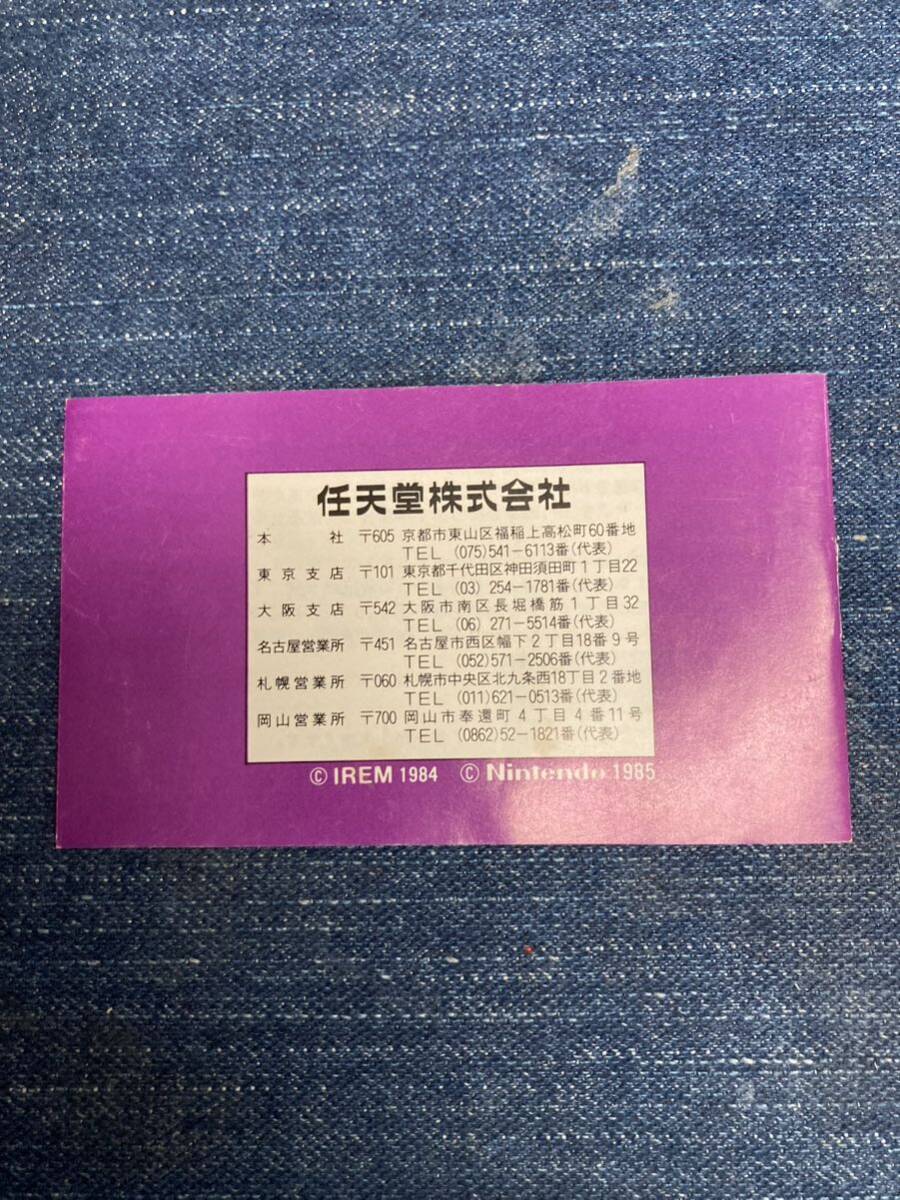 任天堂株式会社
本社 〒605 京都市東山区福稲上高松町60番地
TEL (075)541-6113番(代表)
東京支店 〒101 東京都千代田区神田須田町1丁目22
TEL (03) 254-1781番(代表)
大阪支店 〒542 大阪市南区長堀橋筋1丁目32
TEL (06) 271-5514番(代表)
名古屋営業所 〒451 名古屋市西区幅下2丁目18番9号
TEL (052)571-2506番(代表)
札幌営業所 〒060 札幌市中央区北九条西18丁目2番地
TEL (011)621-0513番(代表)
岡山営業所 〒700 岡山市奉還町4丁目4番11号
TEL (0862)52-1821番(代表)
© IREM 1984 © Nintendo 1985